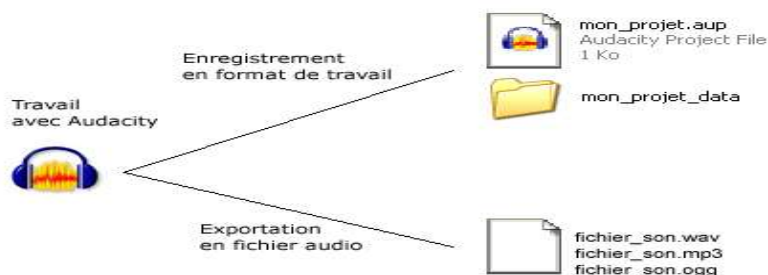 Travail
avec Audacity
Enregistrement
en format de travail
mon_projet.aup
Audacity Project File
1 Ko
mon_projet_data
Exportation
en fichier audio
fichier_son.wav
fichier_son.mp3
fichier_son.ogg